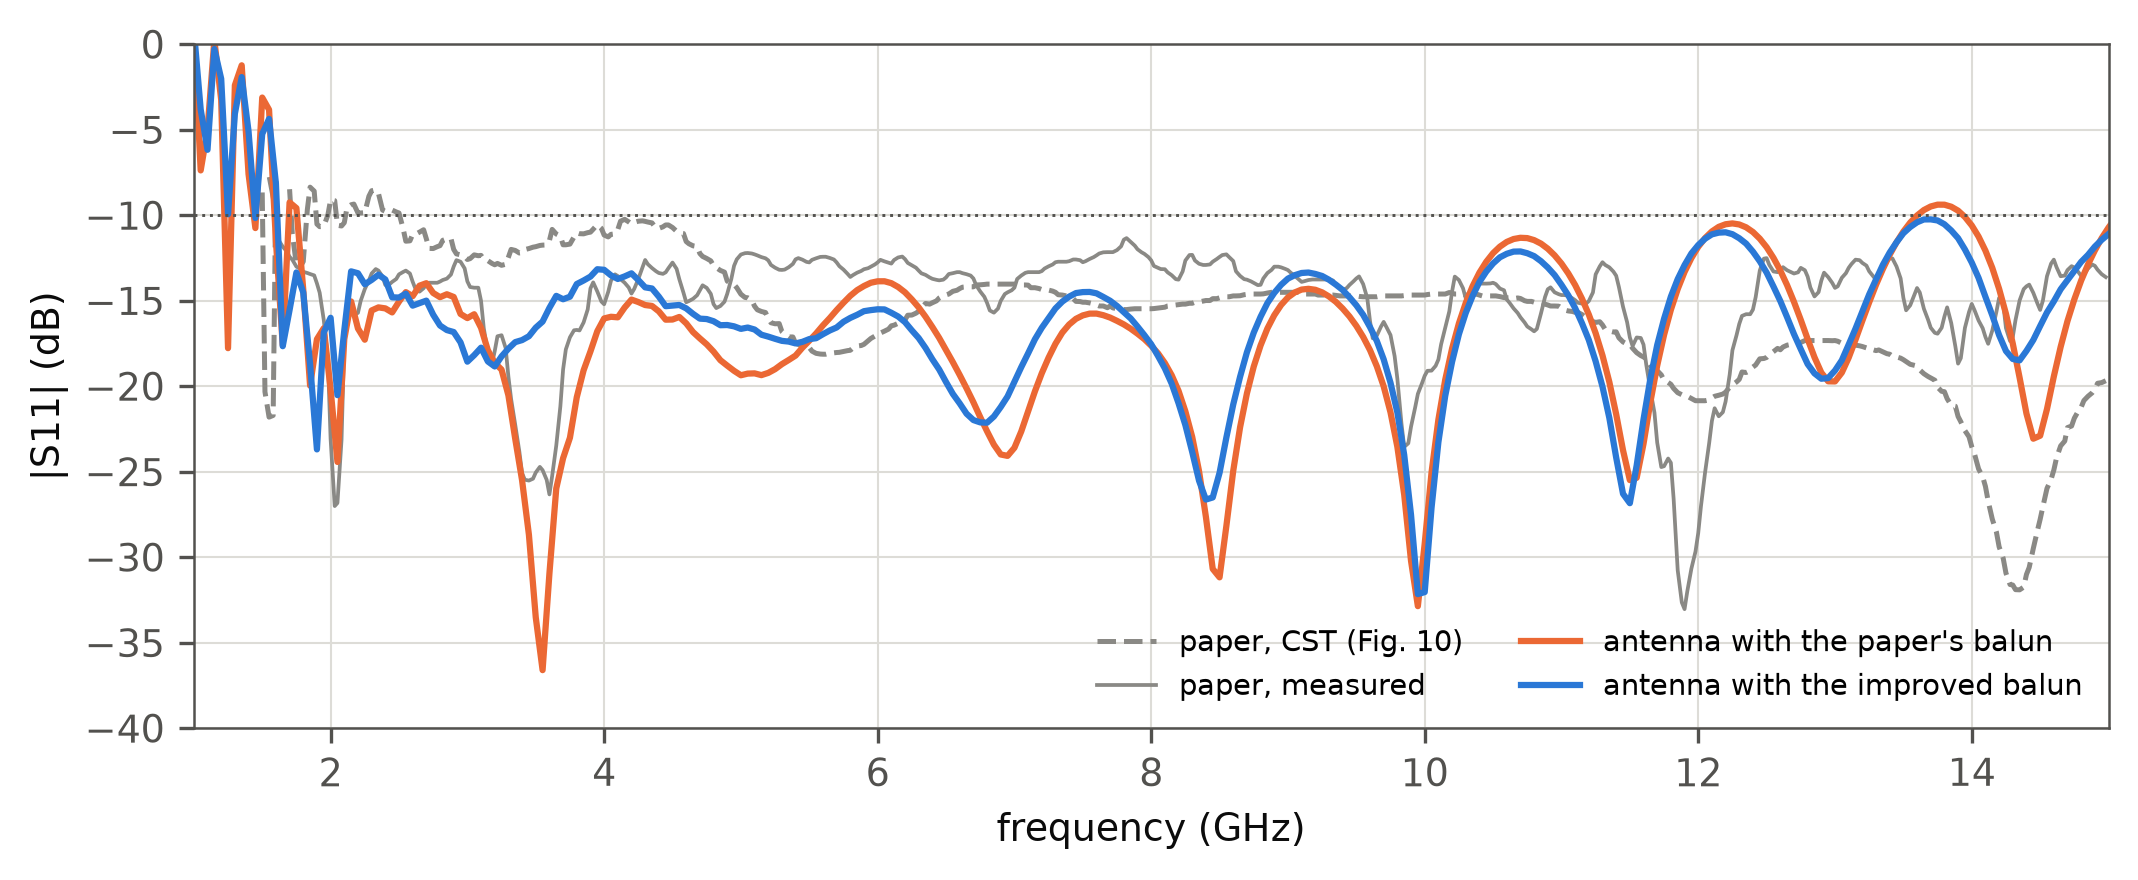 0
−5
−10
−15
−20
−25
−30
−35
−40
|S11| (dB)
2 4 6 8 10 12 14
frequency (GHz)
paper, CST (Fig. 10)
paper, measured
antenna with the paper's balun
antenna with the improved balun